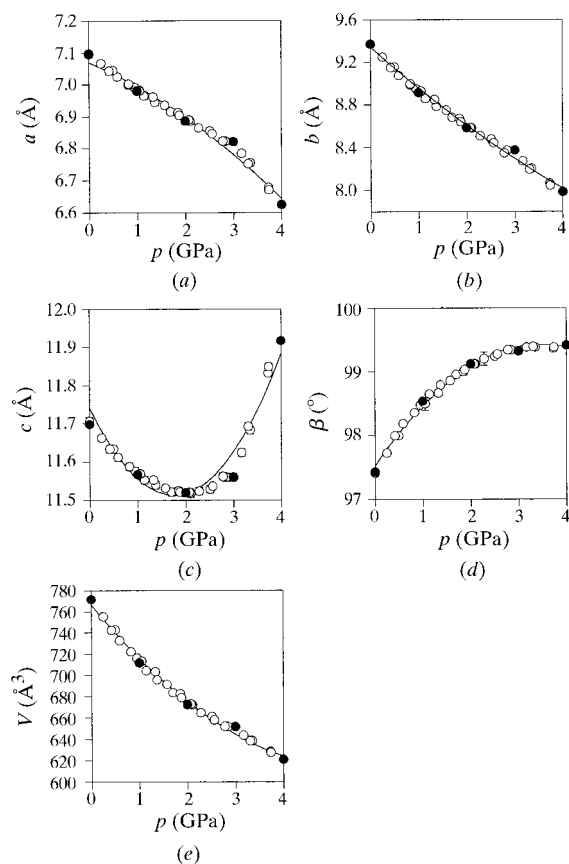 7.1
7.0
6.9
6.8
6.7
6.6
a (Å)
0 1 2 3 4
p (GPa)
(a)
9.6
9.2
8.8
8.4
8.0
b (Å)
0 1 2 3 4
p (GPa)
(b)
12.0
11.9
11.8
11.7
11.6
11.5
c (Å)
0 1 2 3 4
p (GPa)
(c)
100
99
98
97
β (°)
0 1 2 3 4
p (GPa)
(d)
780
760
740
720
700
680
660
640
620
600
V (Å³)
0 1 2 3 4
p (GPa)
(e)